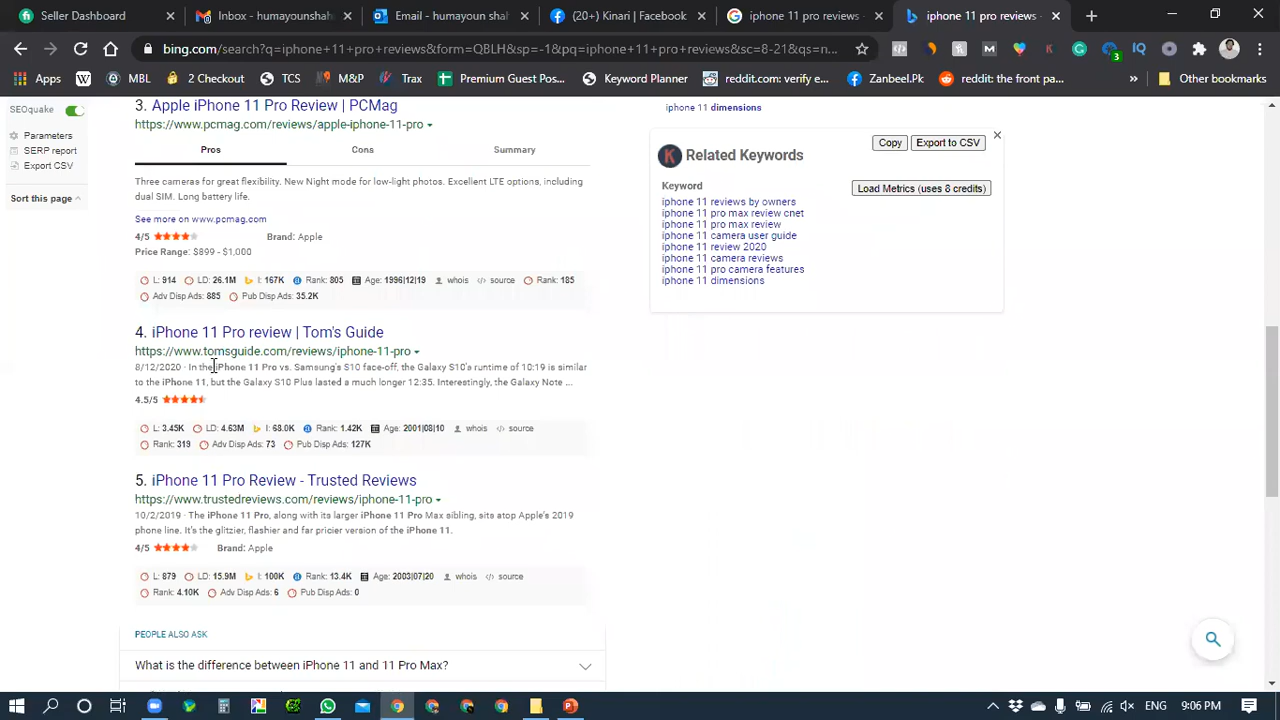 Seller Dashboard
Inbox - humayounshah
Email - humayoun shah
(20+) Kinari | Facebook
iphone 11 pro reviews -
iphone 11 pro reviews -
bing.com/search?q=iphone+11+pro+reviews&form=QBLH&sp=-1&pq=iphone+11+pro+reviews&sc=8-21&qs=n...
Apps
MBL
2 Checkout
TCS
M&P
Trax
Premium Guest Pos...
Keyword Planner
reddit.com: verify e...
Zanbeel.Pk
reddit: the front pa...
»
Other bookmarks
SEOquake
Parameters
SERP report
Export CSV
Sort this page
3. Apple iPhone 11 Pro Review | PCMag
https://www.pcmag.com/reviews/apple-iphone-11-pro
Pros Cons Summary
Three cameras for great flexibility. New Night mode for low-light photos. Excellent LTE options, including
dual SIM. Long battery life.
See more on www.pcmag.com
4/5 Brand: Apple
Price Range: $899 - $1,000
L: 914 LD: 26.1M I: 167K Rank: 805 Age: 1996|12|19 whois source Rank: 185
Adv Disp Ads: 885 Pub Disp Ads: 35.2K
4. iPhone 11 Pro review | Tom's Guide
https://www.tomsguide.com/reviews/iphone-11-pro
8/12/2020 · In the iPhone 11 Pro vs. Samsung's S10 face-off, the Galaxy S10's runtime of 10:19 is similar
to the iPhone 11, but the Galaxy S10 Plus lasted a much longer 12:35. Interestingly, the Galaxy Note ...
4.5/5
L: 3.45K LD: 4.63M I: 68.0K Rank: 1.42K Age: 2001|08|10 whois source
Rank: 319 Adv Disp Ads: 73 Pub Disp Ads: 127K
5. iPhone 11 Pro Review - Trusted Reviews
https://www.trustedreviews.com/reviews/iphone-11-pro
10/2/2019 · The iPhone 11 Pro, along with its larger iPhone 11 Pro Max sibling, sits atop Apple's 2019
phone line. It's the glitzier, flashier and far pricier version of the iPhone 11.
4/5 Brand: Apple
L: 879 LD: 15.9M I: 100K Rank: 13.4K Age: 2003|07|20 whois source
Rank: 4.10K Adv Disp Ads: 6 Pub Disp Ads: 0
PEOPLE ALSO ASK
What is the difference between iPhone 11 and 11 Pro Max?
iphone 11 dimensions
Related Keywords
Copy
Export to CSV
Keyword
Load Metrics (uses 8 credits)
iphone 11 reviews by owners
iphone 11 pro max review cnet
iphone 11 pro max review
iphone 11 camera user guide
iphone 11 review 2020
iphone 11 camera reviews
iphone 11 pro camera features
iphone 11 dimensions
ENG
9:06 PM